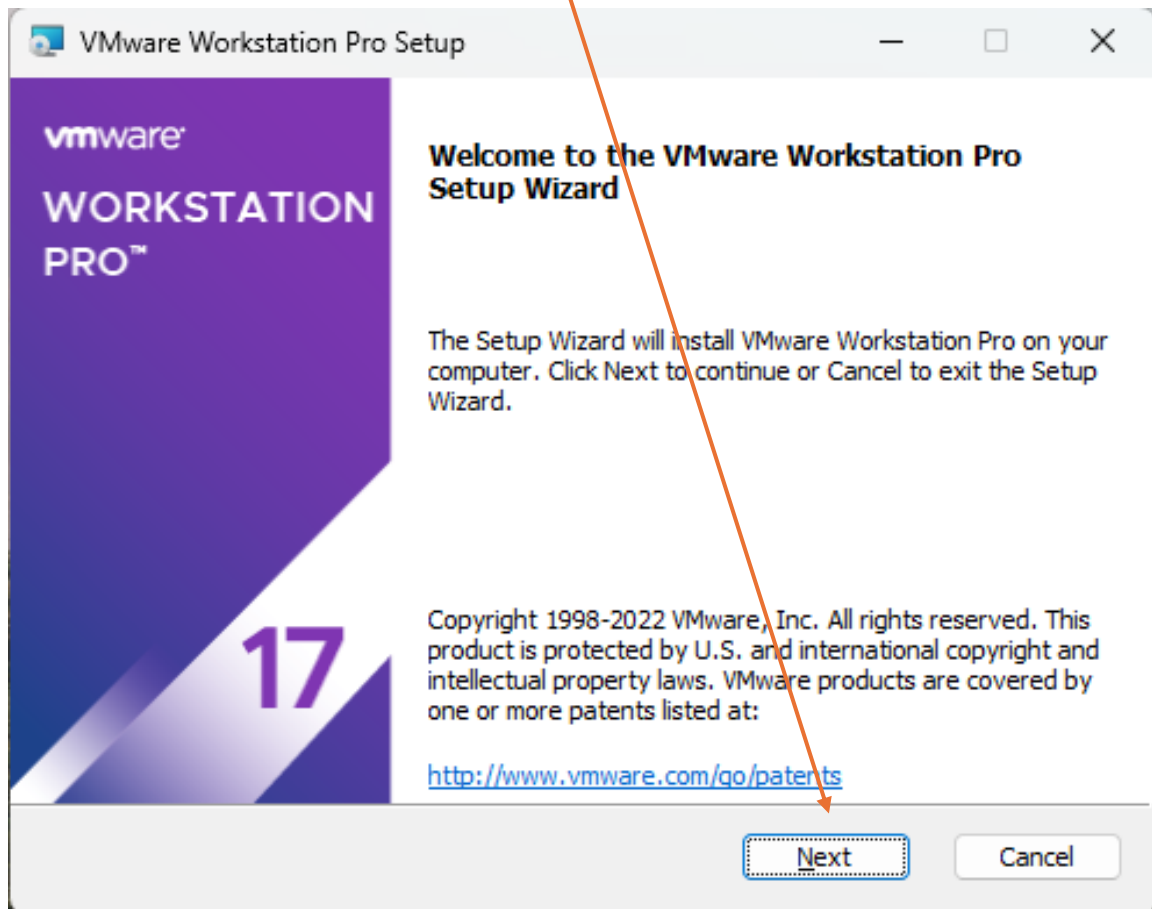 VMware Workstation Pro Setup
vmware
WORKSTATION
PRO™
17
Welcome to the VMware Workstation Pro
Setup Wizard
The Setup Wizard will install VMware Workstation Pro on your
computer. Click Next to continue or Cancel to exit the Setup
Wizard.
Copyright 1998-2022 VMware, Inc. All rights reserved. This
product is protected by U.S. and international copyright and
intellectual property laws. VMware products are covered by
one or more patents listed at:
http://www.vmware.com/go/patents
Next
Cancel